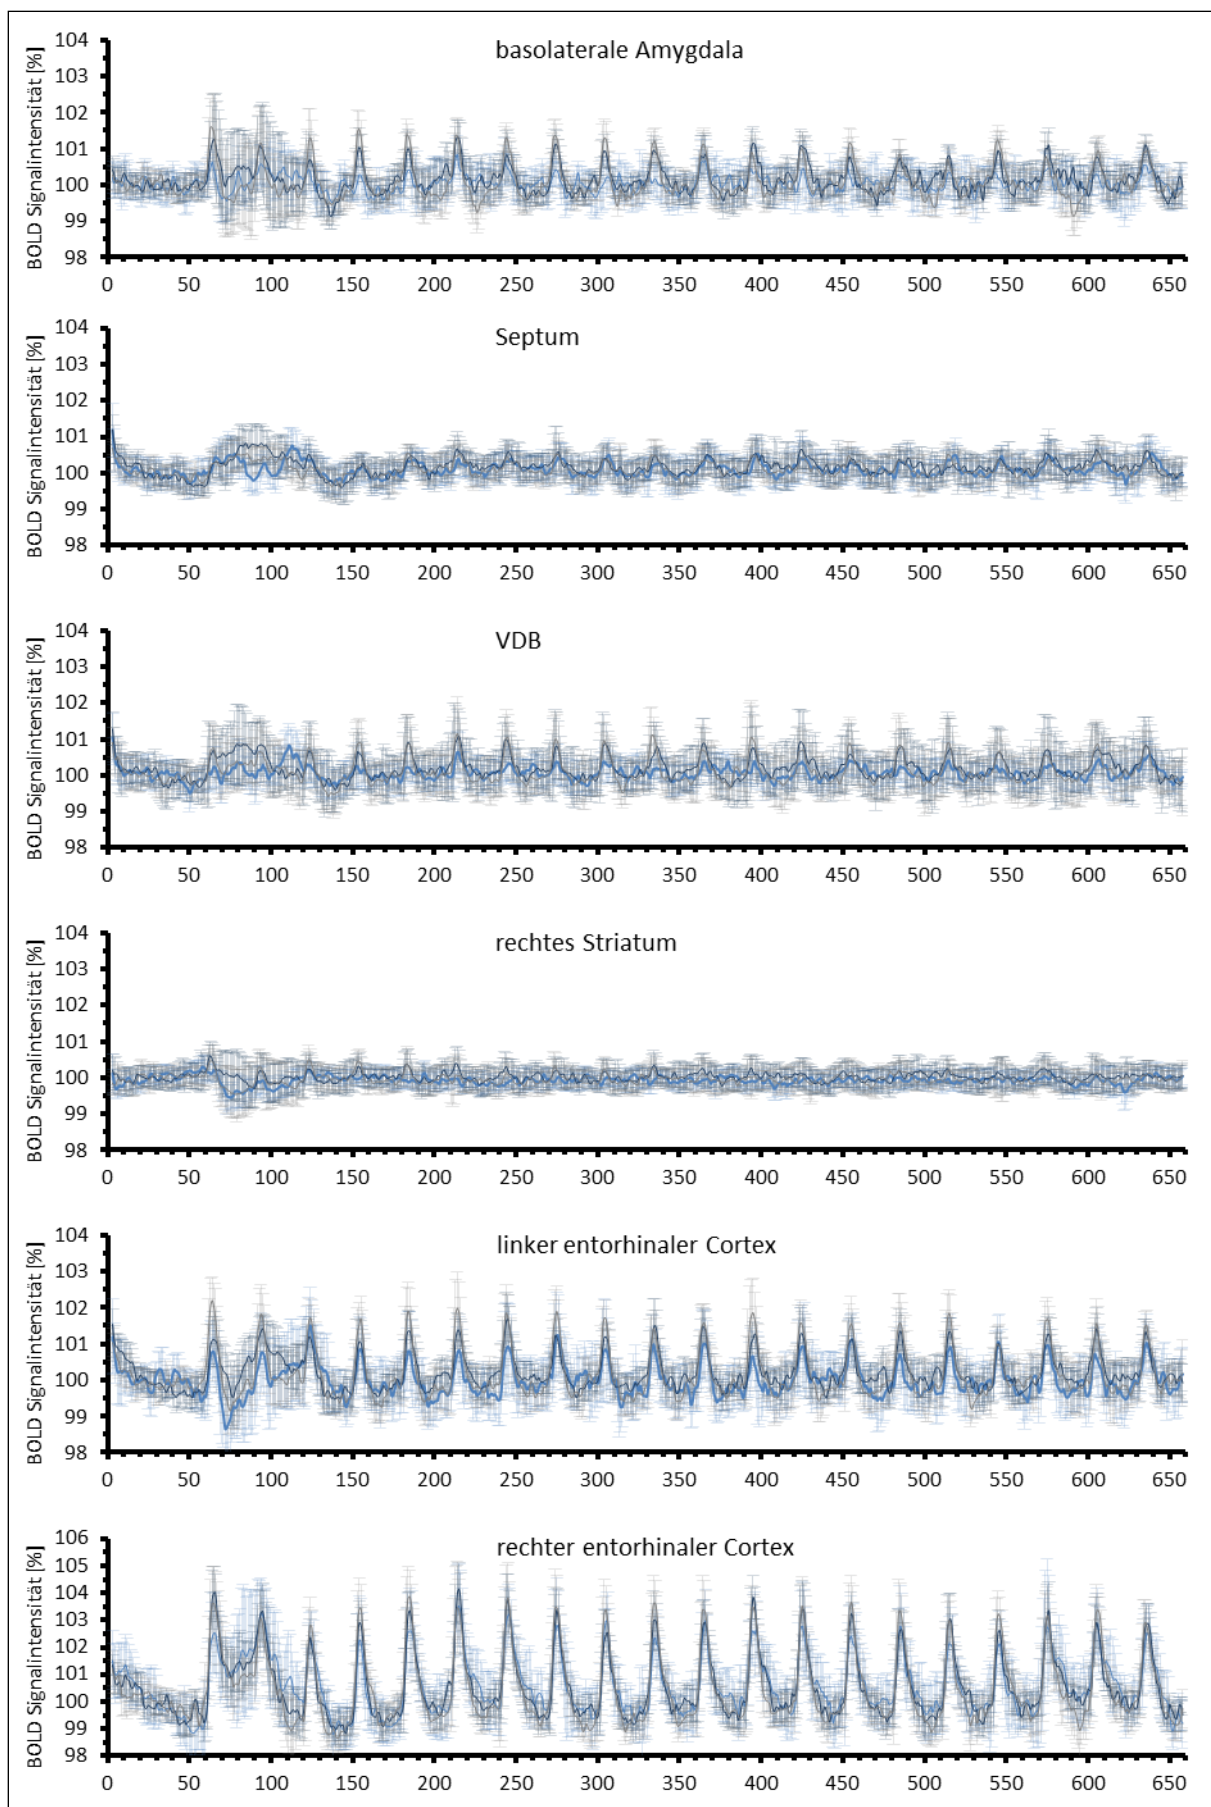 basolaterale Amygdala
BOLD Signalintensität [%]
104
103
102
101
100
99
98
0 50 100 150 200 250 300 350 400 450 500 550 600 650
Septum
BOLD Signalintensität [%]
104
103
102
101
100
99
98
0 50 100 150 200 250 300 350 400 450 500 550 600 650
VDB
BOLD Signalintensität [%]
104
103
102
101
100
99
98
0 50 100 150 200 250 300 350 400 450 500 550 600 650
rechtes Striatum
BOLD Signalintensität [%]
104
103
102
101
100
99
98
0 50 100 150 200 250 300 350 400 450 500 550 600 650
linker entorhinaler Cortex
BOLD Signalintensität [%]
104
103
102
101
100
99
98
0 50 100 150 200 250 300 350 400 450 500 550 600 650
rechter entorhinaler Cortex
BOLD Signalintensität [%]
106
105
104
103
102
101
100
99
98
0 50 100 150 200 250 300 350 400 450 500 550 600 650